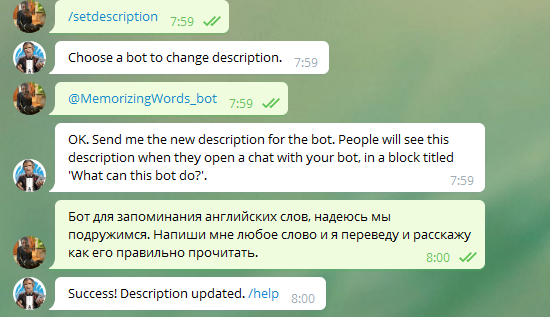 /setdescription
7:59
Choose a bot to change description.
7:59
@MemorizingWords_bot
7:59
OK. Send me the new description for the bot. People will see this
description when they open a chat with your bot, in a block titled
'What can this bot do?'.
7:59
Бот для запоминания английских слов, надеюсь мы
подружимся. Напиши мне любое слово и я переведу и расскажу
как его правильно прочитать.
8:00
Success! Description updated. /help
8:00